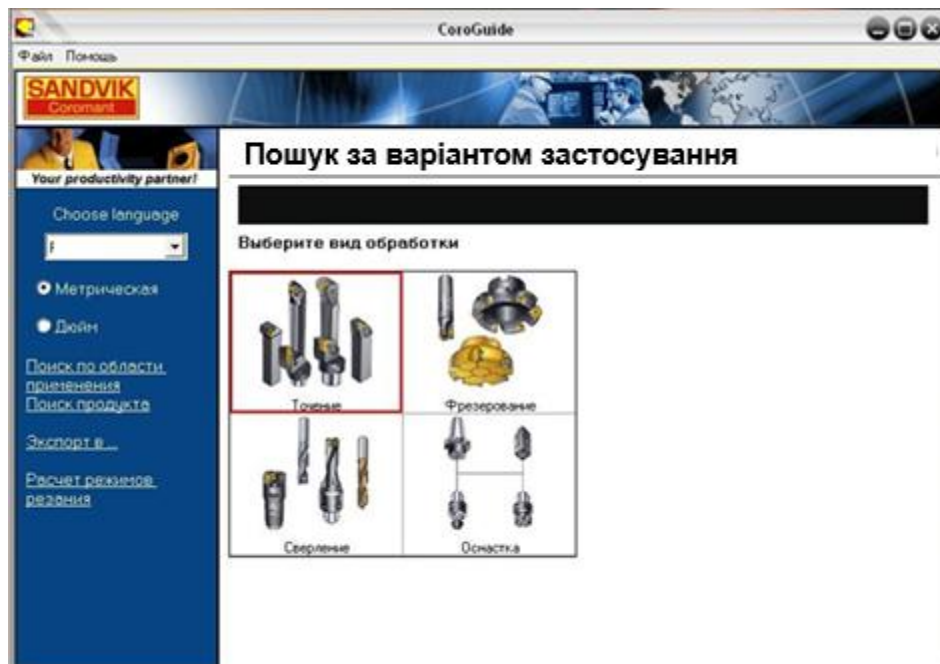 CoroGuide
Файл Помощь
SANDVIK
Coromant
Your productivity partner!
Пошук за варіантом застосування
Choose language
Выберите вид обработки
Метрическая
Дюйм
Поиск по области
применения
Поиск продукта
Экспорт в ...
Расчет режимов
резания
Точение
Фрезерование
Сверление
Оснастка